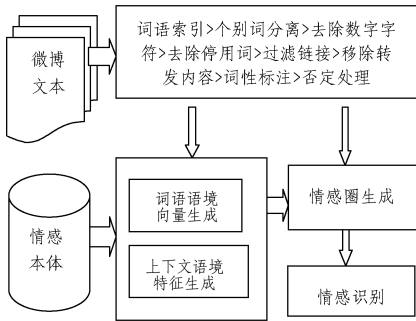 微博
文本
词语索引>个别词分离>去除数字字
符>去除停用词>过滤链接>移除转
发内容>词性标注>否定处理
情感
本体
词语语境
向量生成
上下文语境
特征生成
情感圈生成
情感识别